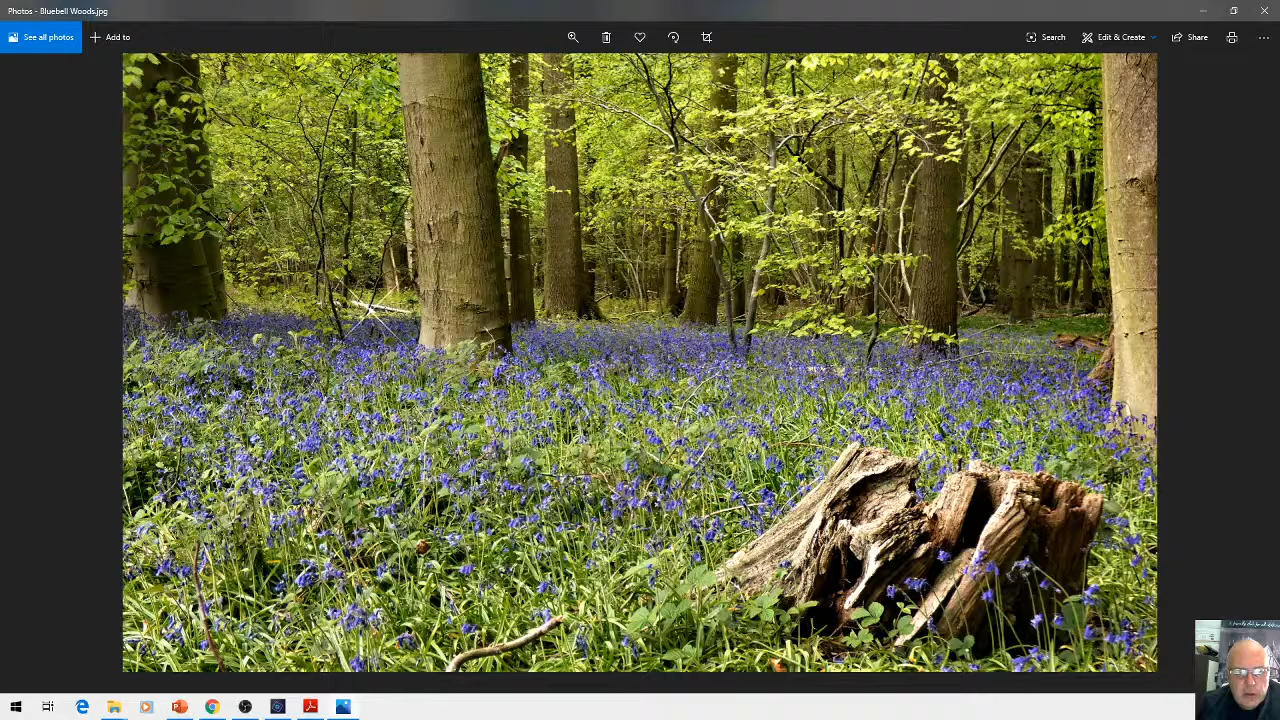 Photos - Bluebell Woods.jpg
See all photos
Add to
Search
Edit & Create
Share